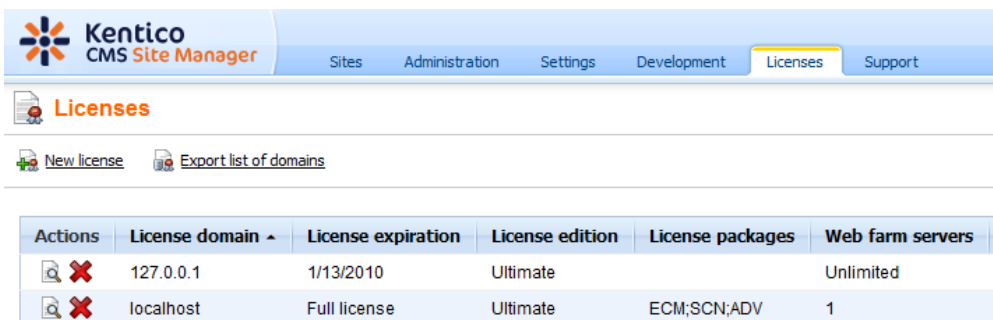 Kentico
CMS Site Manager
Sites Administration Settings Development Licenses Support
Licenses
New license Export list of domains
Actions License domain License expiration License edition License packages Web farm servers
127.0.0.1 1/13/2010 Ultimate Unlimited
localhost Full license Ultimate ECM;SCN;ADV 1